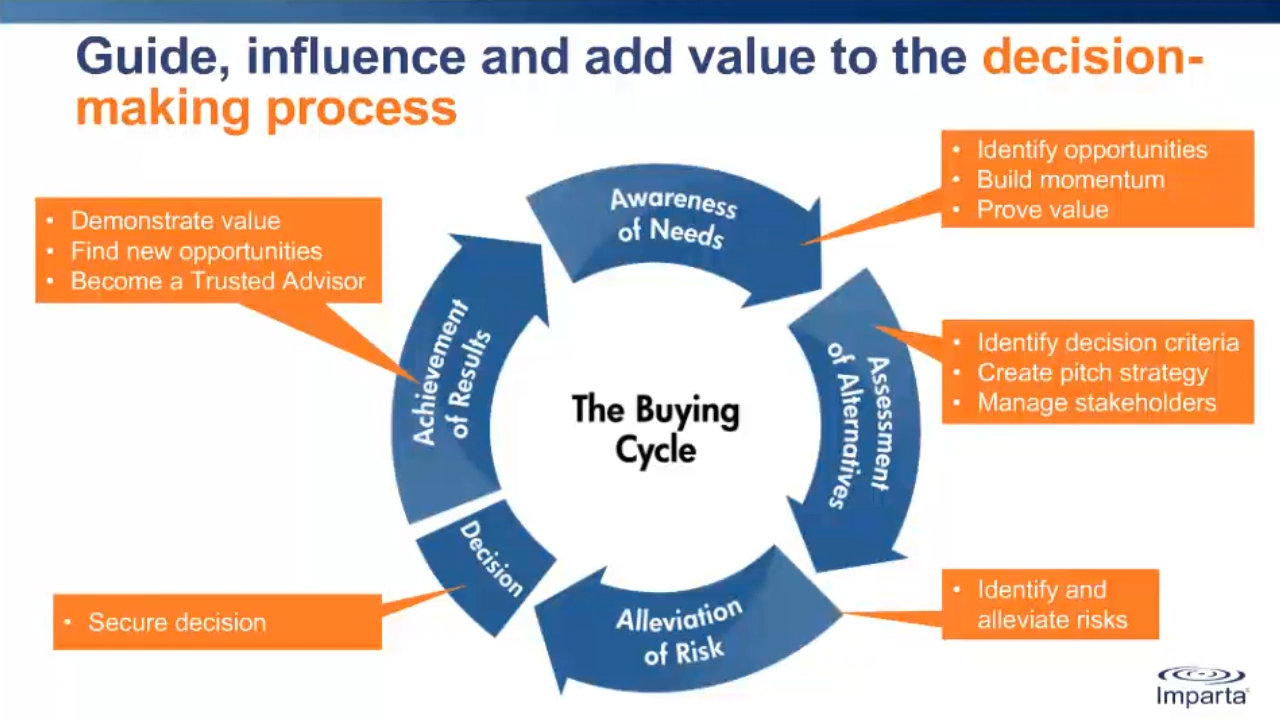 Guide, influence and add value to the decision-
making process
• Identify opportunities
• Build momentum
• Prove value
Awareness
of Needs
• Demonstrate value
• Find new opportunities
• Become a Trusted Advisor
Achievement
of Results
• Identify decision criteria
• Create pitch strategy
• Manage stakeholders
Assessment
of Alternatives
The Buying
Cycle
Decision
• Secure decision
Alleviation
of Risk
• Identify and
alleviate risks
Imparta